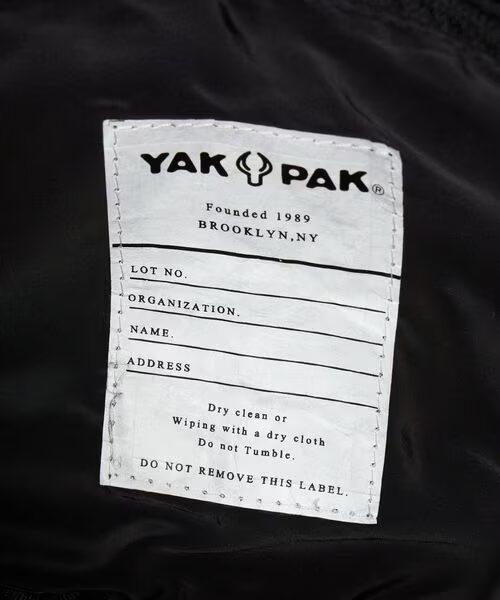 YAK PAK®
Founded 1989
BROOKLYN,NY
LOT NO.
ORGANIZATION.
NAME.
ADDRESS
Dry clean or
Wiping with a dry cloth
Do not Tumble.
DO NOT REMOVE THIS LABEL.